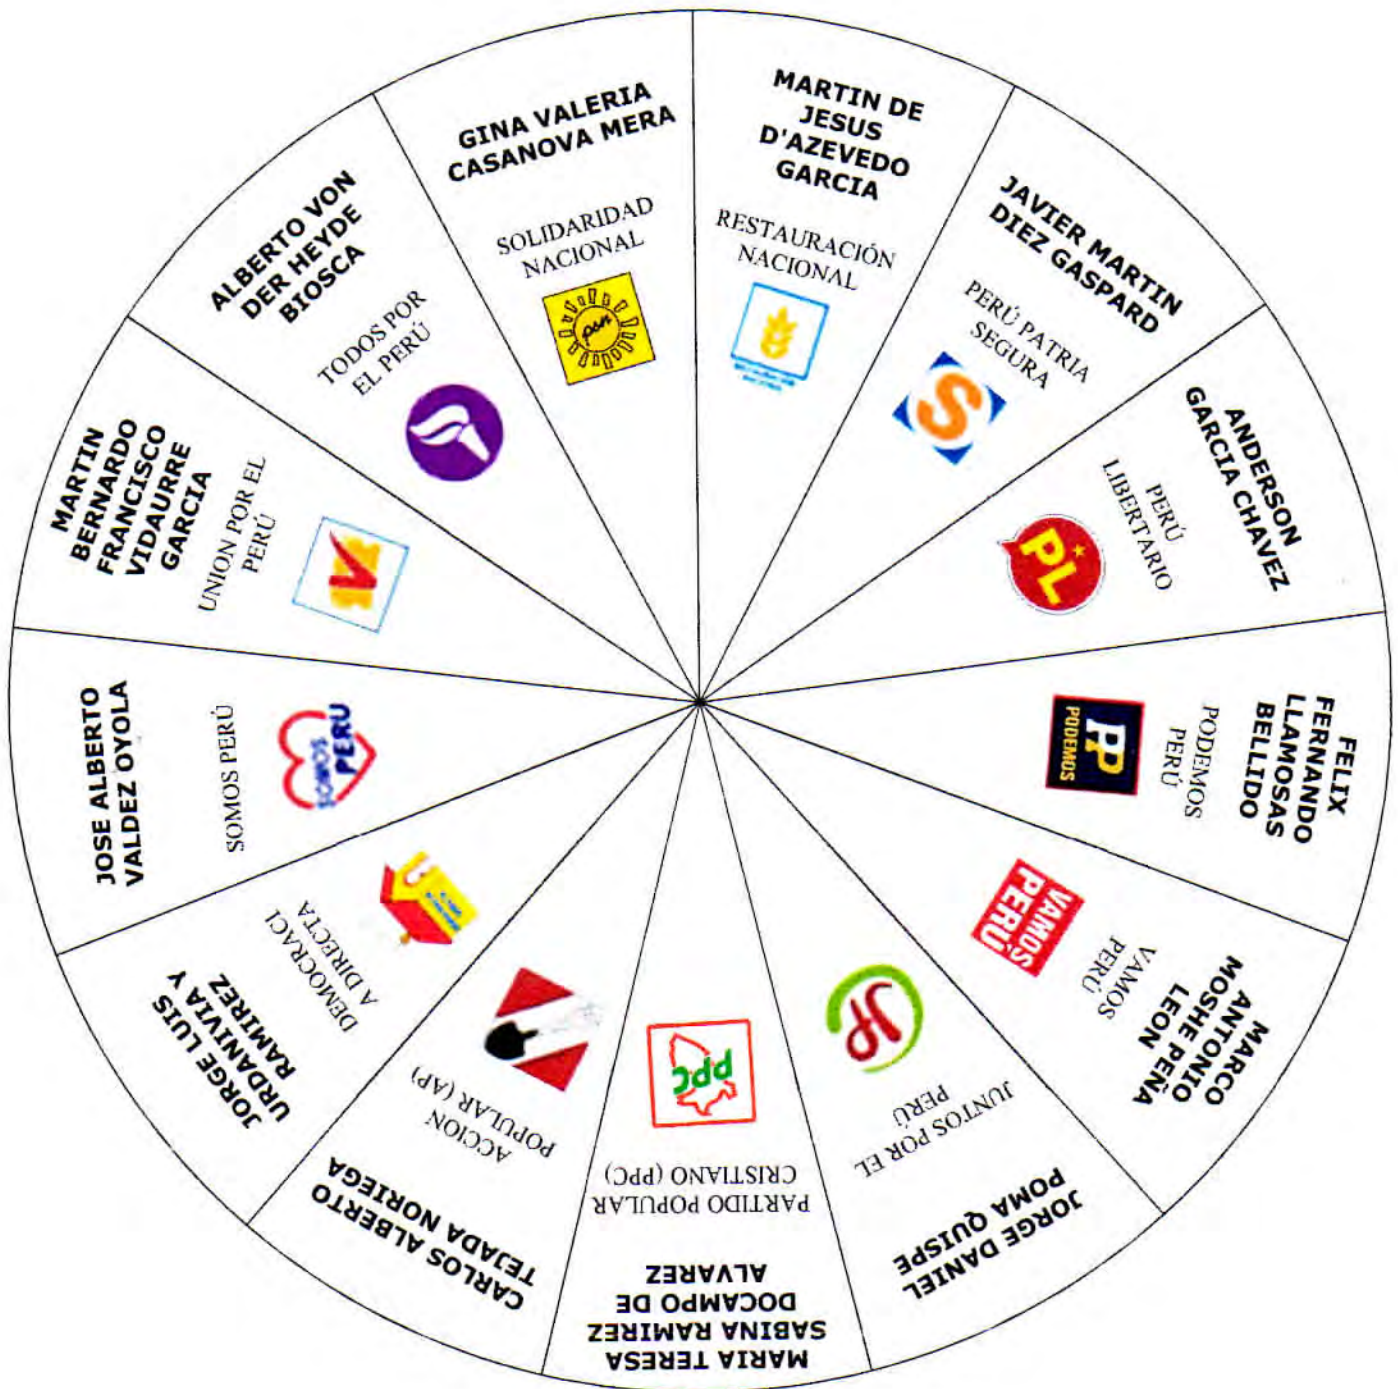 MARTIN DE
JESUS
D'AZEVEDO
GARCIA
RESTAURACIÓN
NACIONAL
JAVIER MARTIN
DIEZ GASPARD
PERÚ PATRIA
SEGURA
S
ANDERSON
GARCIA CHAVEZ
PERÚ
LIBERTARIO
PL
FELIX
FERNANDO
LLAMOSAS
BELLIDO
PODEMOS
PERÚ
PP
PODEMOS
MARCO
ANTONIO
MOSHE PEÑA
LEON
VAMOS
PERÚ
VAMOS
PERÚ
JORGE DANIEL
POMA QUISPE
JUNTOS POR EL
PERÚ
JP
MARIA TERESA
SABINA RAMIREZ
DOCAMPO DE
ALVAREZ
PARTIDO POPULAR
CRISTIANO (PPC)
PPC
CARLOS ALBERTO
TEJADA NORIEGA
ACCION
POPULAR (AP)
JORGE LUIS
URDANIVIA Y
RAMIREZ
DEMOCRACI
A DIRECTA
JOSE ALBERTO
VALDEZ OYOLA
SOMOS PERÚ
SOMOS
PERU
MARTIN
BERNARDO
FRANCISCO
VIDAURRE
GARCIA
UNION POR EL
PERÚ
ALBERTO VON
DER HEYDE
BIOSCA
TODOS POR
EL PERÚ
GINA VALERIA
CASANOVA MERA
SOLIDARIDAD
NACIONAL
psn